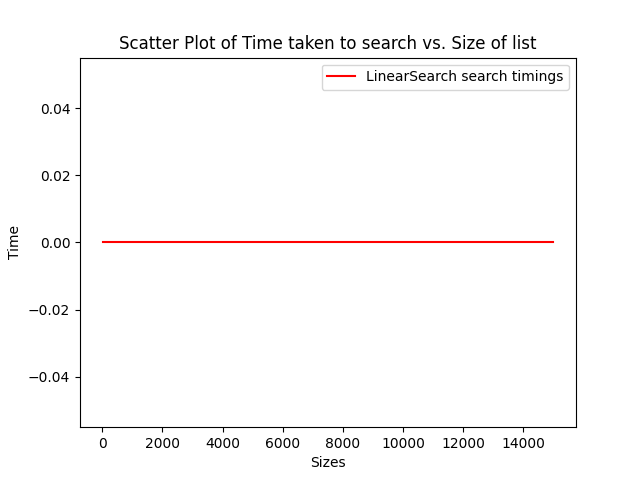 Scatter Plot of Time taken to search vs. Size of list
LinearSearch search timings
0.04
0.02
0.00
−0.02
−0.04
Time
0 2000 4000 6000 8000 10000 12000 14000
Sizes